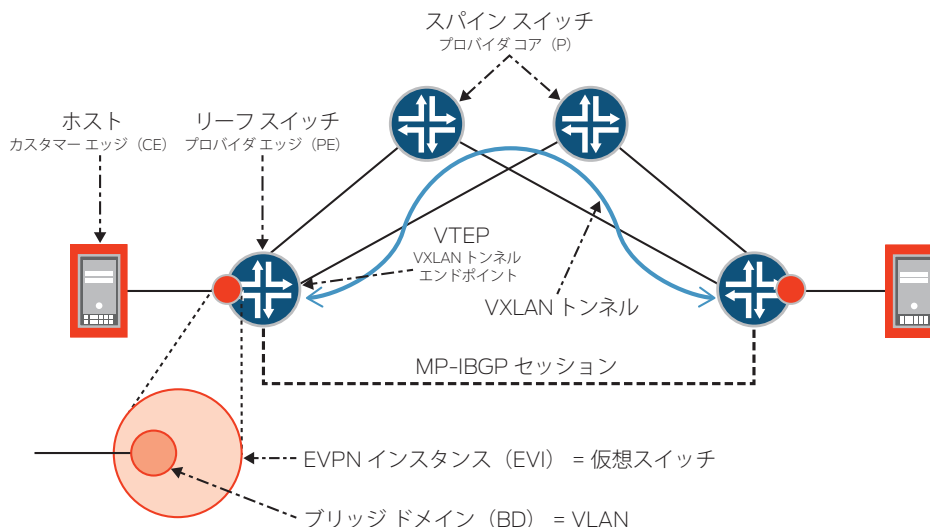 スパイン スイッチ
プロバイダ コア（P）
ホスト
カスタマー エッジ（CE）
リーフ スイッチ
プロバイダ エッジ（PE）
VTEP
VXLAN トンネル
エンドポイント
VXLAN トンネル
MP-IBGP セッション
EVPN インスタンス（EVI） = 仮想スイッチ
ブリッジ ドメイン（BD） = VLAN